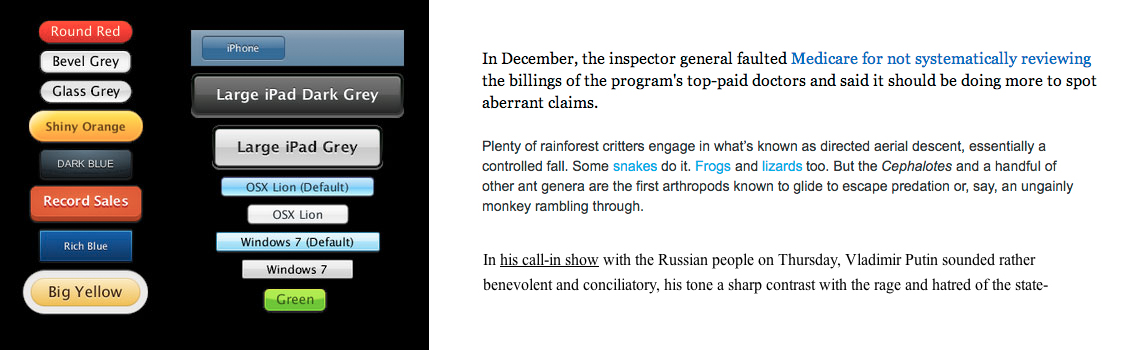 Round Red
Bevel Grey
Glass Grey
Shiny Orange
DARK BLUE
Record Sales
Rich Blue
Big Yellow
iPhone
Large iPad Dark Grey
Large iPad Grey
OSX Lion (Default)
OSX Lion
Windows 7 (Default)
Windows 7
Green
In December, the inspector general faulted Medicare for not systematically reviewing
the billings of the program's top-paid doctors and said it should be doing more to spot
aberrant claims.
Plenty of rainforest critters engage in what’s known as directed aerial descent, essentially a
controlled fall. Some snakes do it. Frogs and lizards too. But the Cephalotes and a handful of
other ant genera are the first arthropods known to glide to escape predation or, say, an ungainly
monkey rambling through.
In his call-in show with the Russian people on Thursday, Vladimir Putin sounded rather
benevolent and conciliatory, his tone a sharp contrast with the rage and hatred of the state-